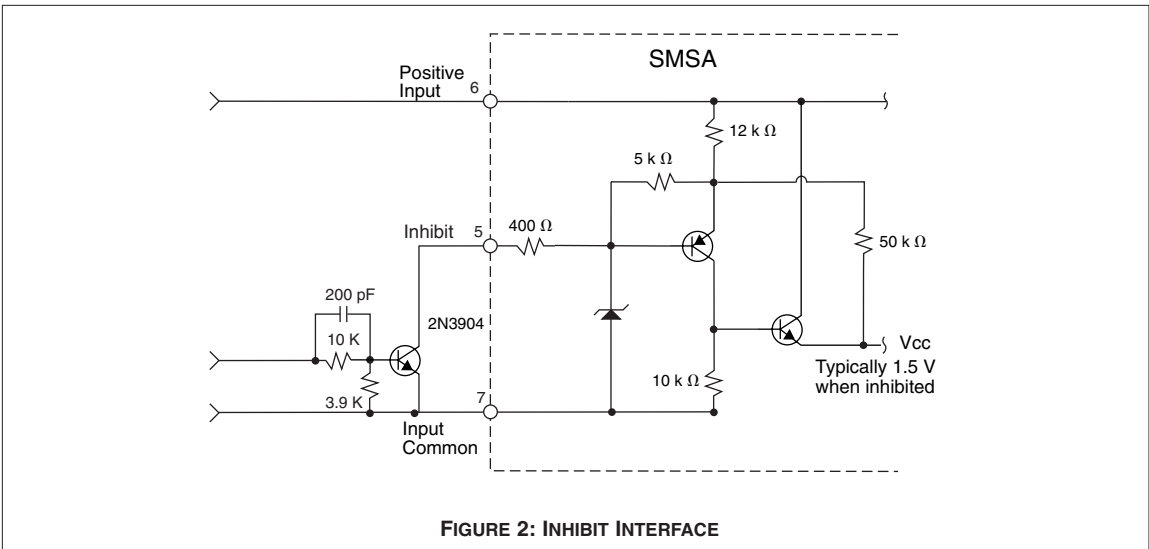 SMSA
Positive
Input
6
12 k Ω
5 k Ω
Inhibit
5
400 Ω
50 k Ω
200 pF
2N3904
10 K
Vcc
Typically 1.5 V
when inhibited
10 k Ω
3.9 K
7
Input
Common
FIGURE 2: INHIBIT INTERFACE